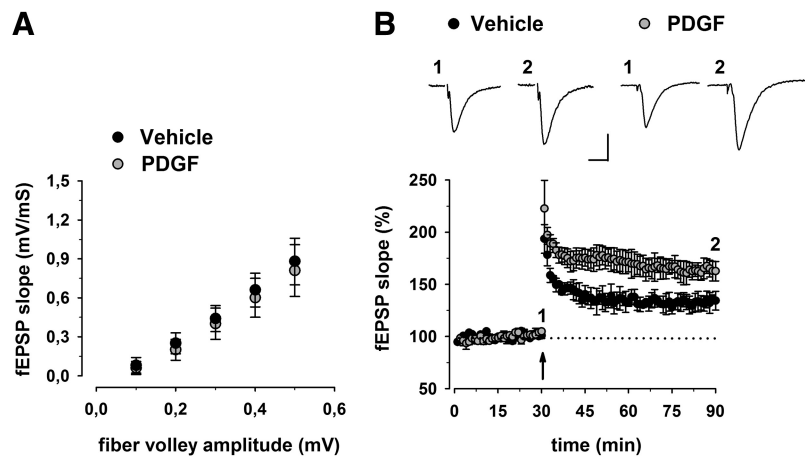 A
Vehicle
PDGF
fEPSP slope (mV/mS)
1,5
1,2
0,9
0,6
0,3
0,0
0,0 0,2 0,4 0,6
fiber volley amplitude (mV)
B
Vehicle PDGF
1 2 1 2
fEPSP slope (%)
250
200
150
100
50
2
1
0 15 30 45 60 75 90
time (min)